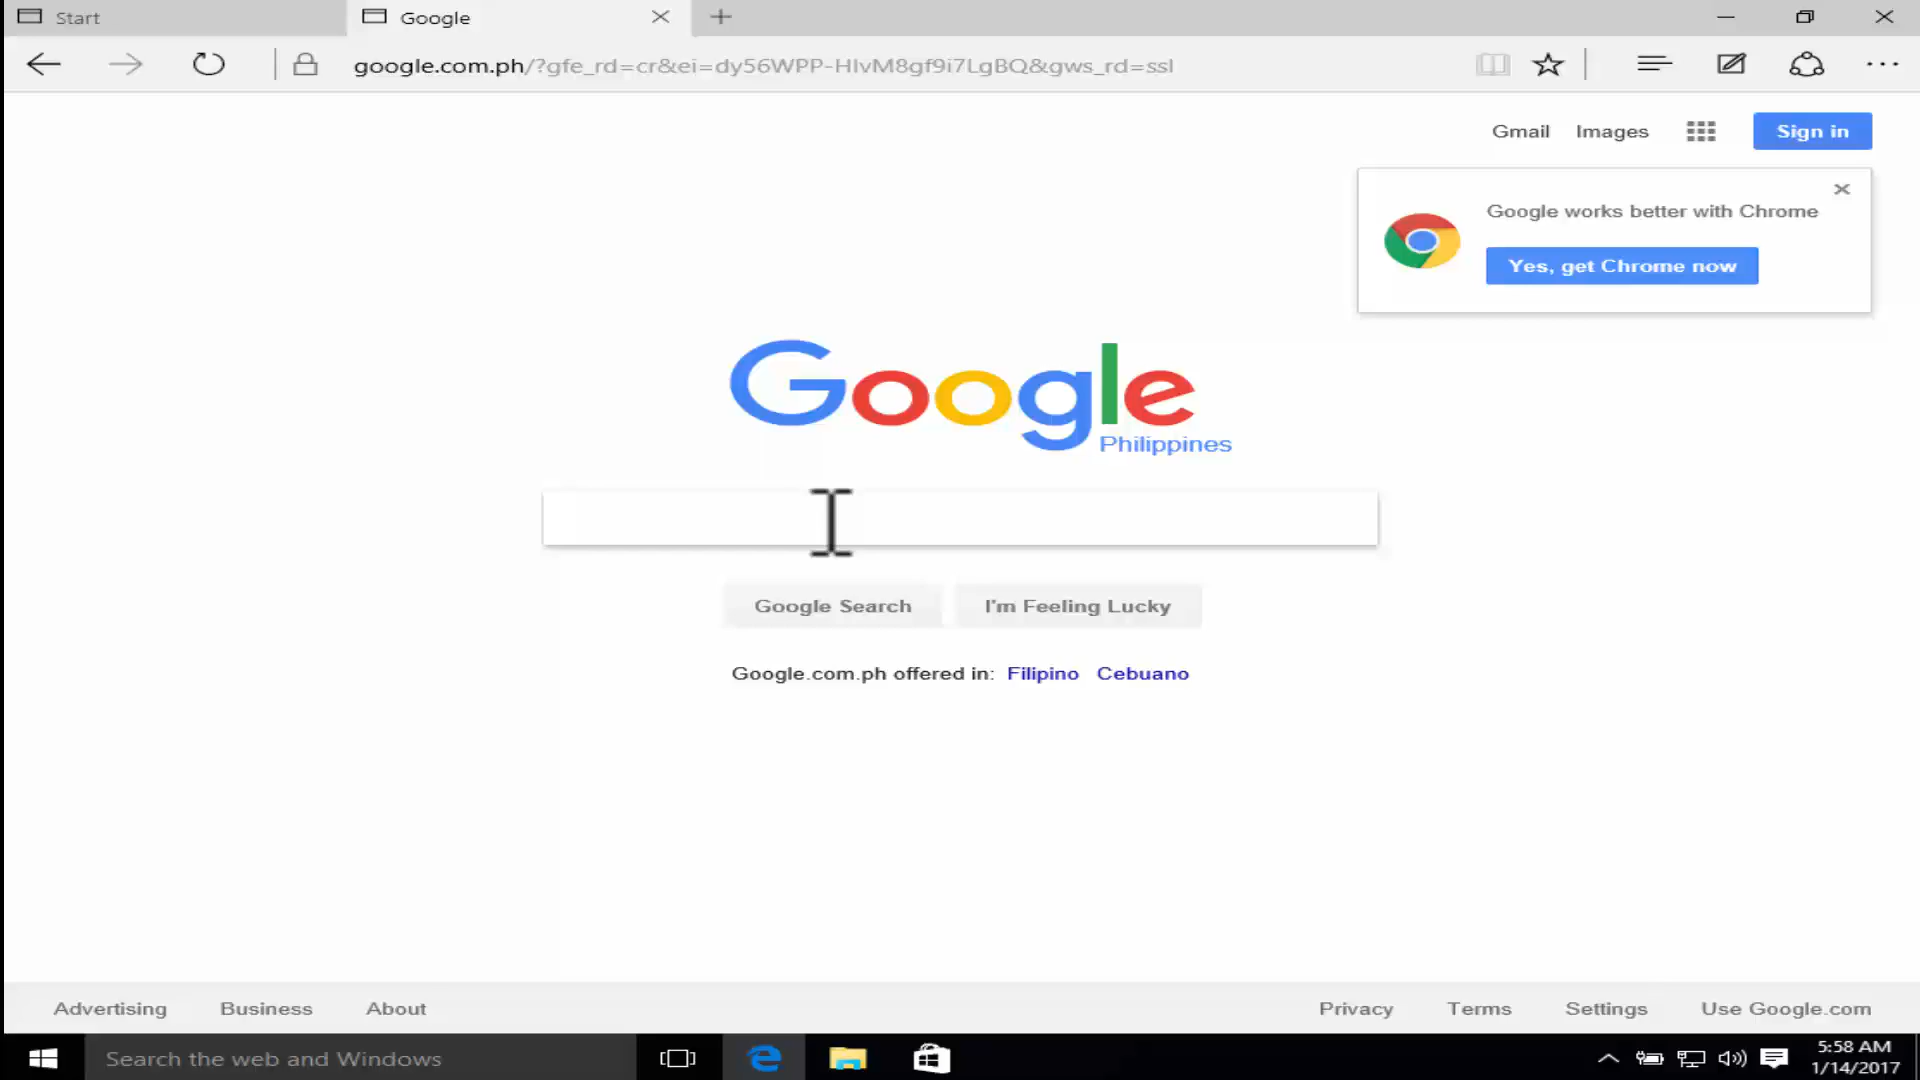 Start
Google
google.com.ph/?gfe_rd=cr&ei=dy56WPP-HIvM8gf9i7LgBQ&gws_rd=ssl
Gmail Images Sign in
Google works better with Chrome
Yes, get Chrome now
Google
Philippines
Google Search I'm Feeling Lucky
Google.com.ph offered in: Filipino Cebuano
Advertising Business About Privacy Terms Settings Use Google.com
Search the web and Windows
5:58 AM
1/14/2017